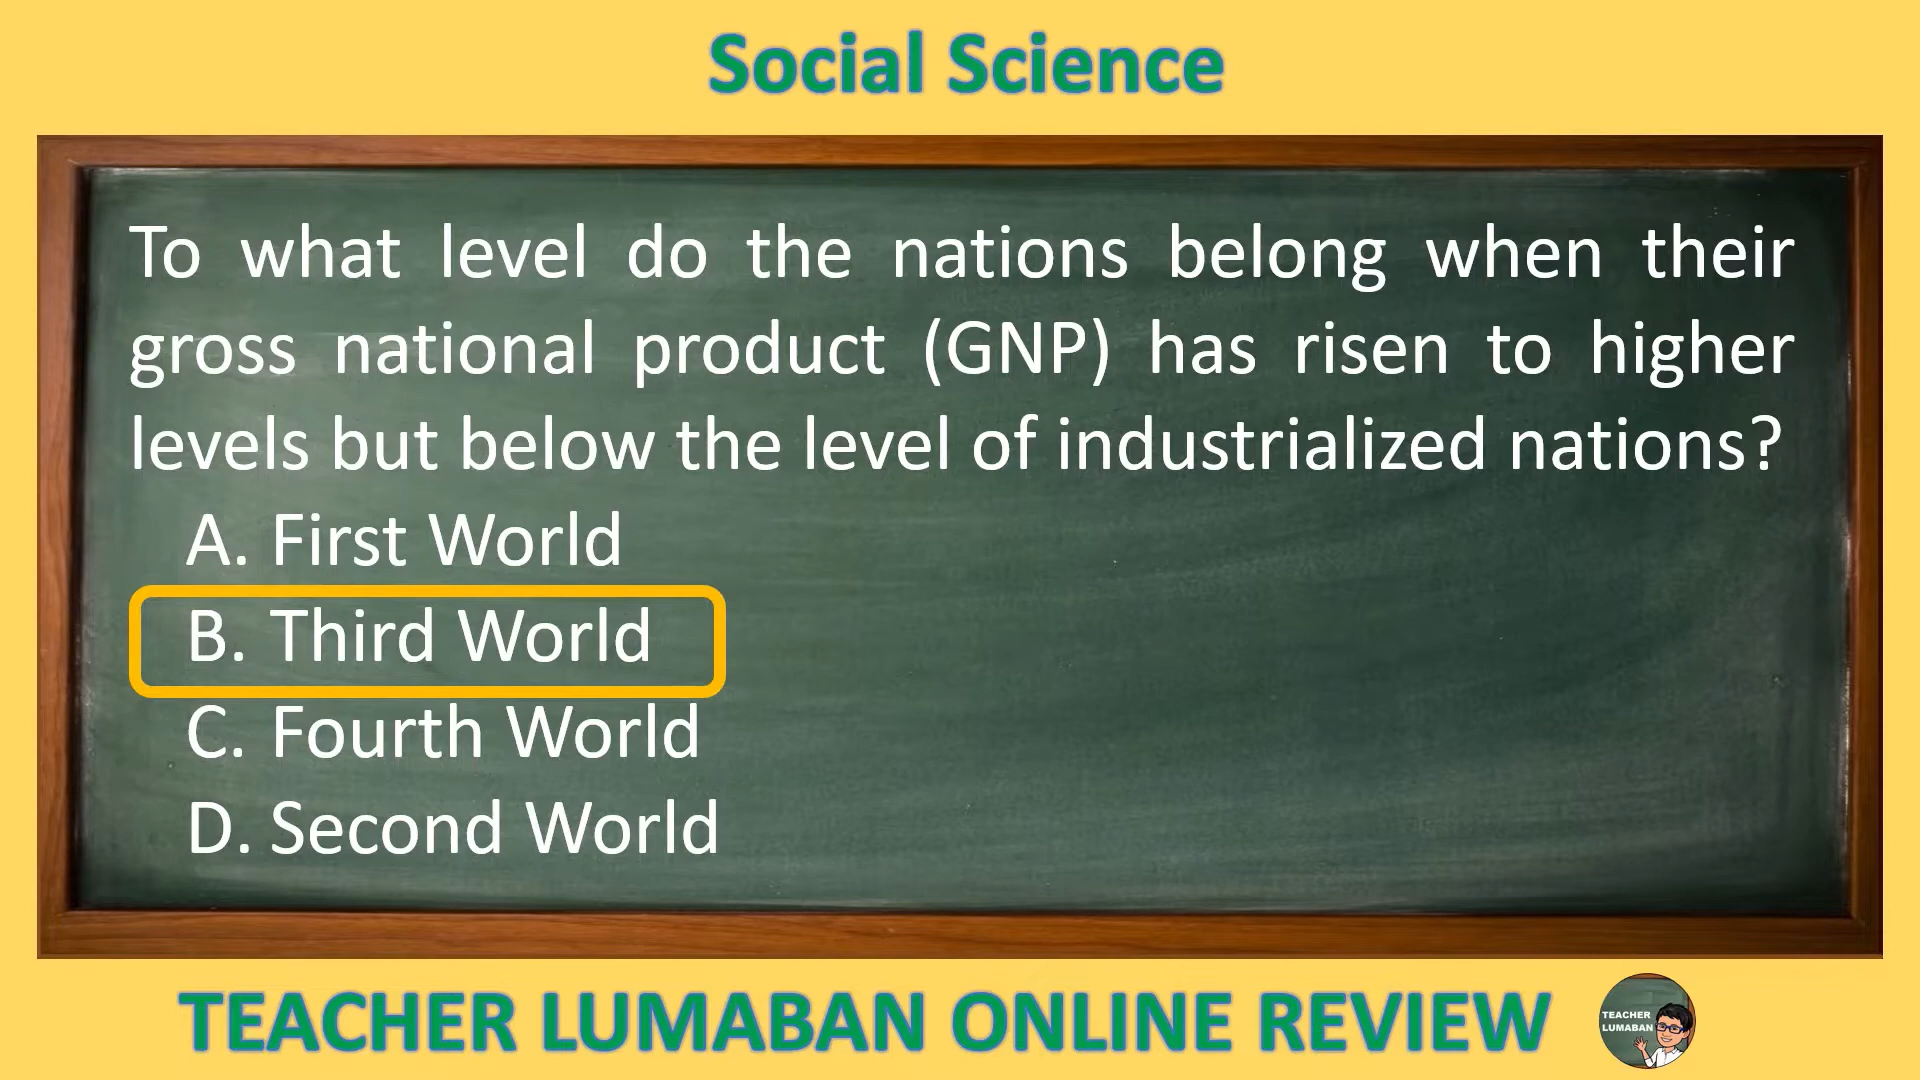 Social Science
To what level do the nations belong when their
gross national product (GNP) has risen to higher
levels but below the level of industrialized nations?
A. First World
B. Third World
C. Fourth World
D. Second World
TEACHER LUMABAN ONLINE REVIEW
TEACHER
LUMABAN